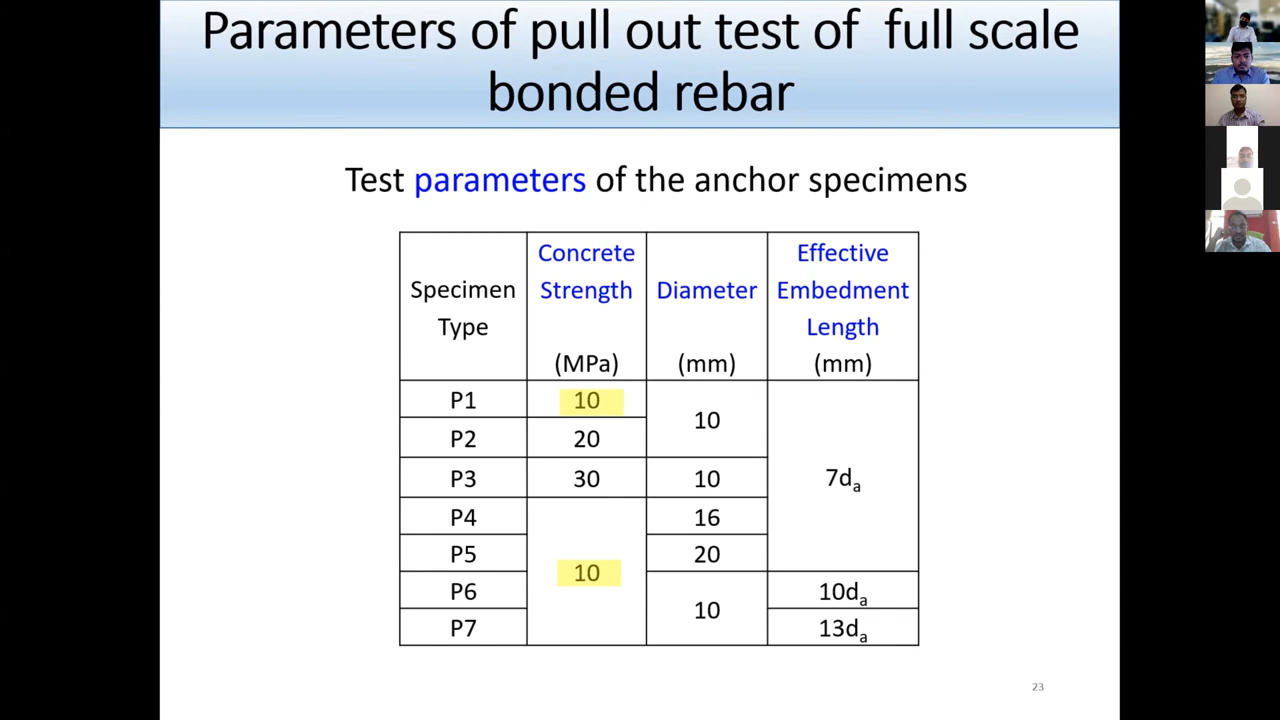 Parameters of pull out test of full scale
bonded rebar
Test parameters of the anchor specimens
Specimen Type | Concrete Strength (MPa) | Diameter (mm) | Effective Embedment Length (mm)
P1 | 10 | 10 | 7da
P2 | 20
P3 | 30 | 10
P4 | 10 | 16
P5 | 20
P6 | 10 | 10da
P7 | 13da
23